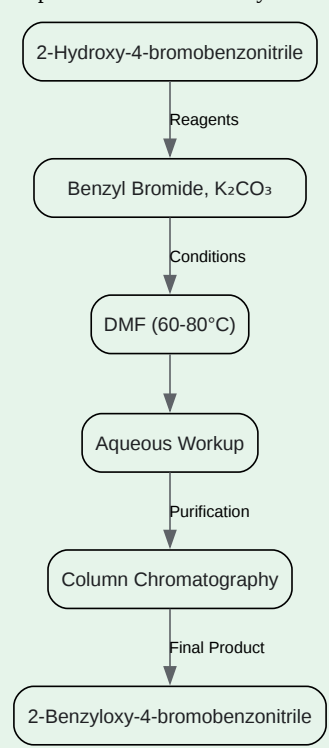 2-Hydroxy-4-bromobenzonitrile
Reagents
Benzyl Bromide, K₂CO₃
Conditions
DMF (60-80°C)
Aqueous Workup
Purification
Column Chromatography
Final Product
2-Benzyloxy-4-bromobenzonitrile